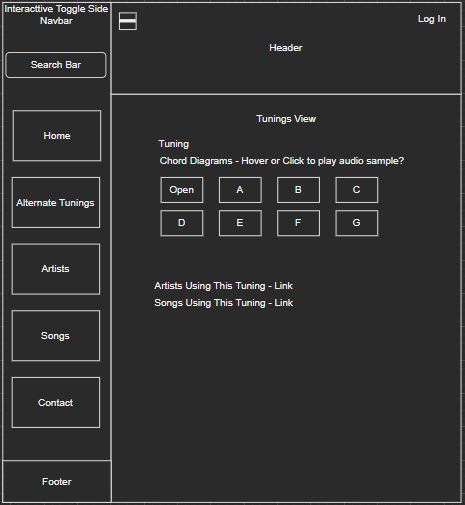 Interacttive Toggle Side
Navbar
Log In
Header
Search Bar
Home
Alternate Tunings
Artists
Songs
Contact
Footer
Tunings View
Tuning
Chord Diagrams - Hover or Click to play audio sample?
Open
A
B
C
D
E
F
G
Artists Using This Tuning - Link
Songs Using This Tuning - Link